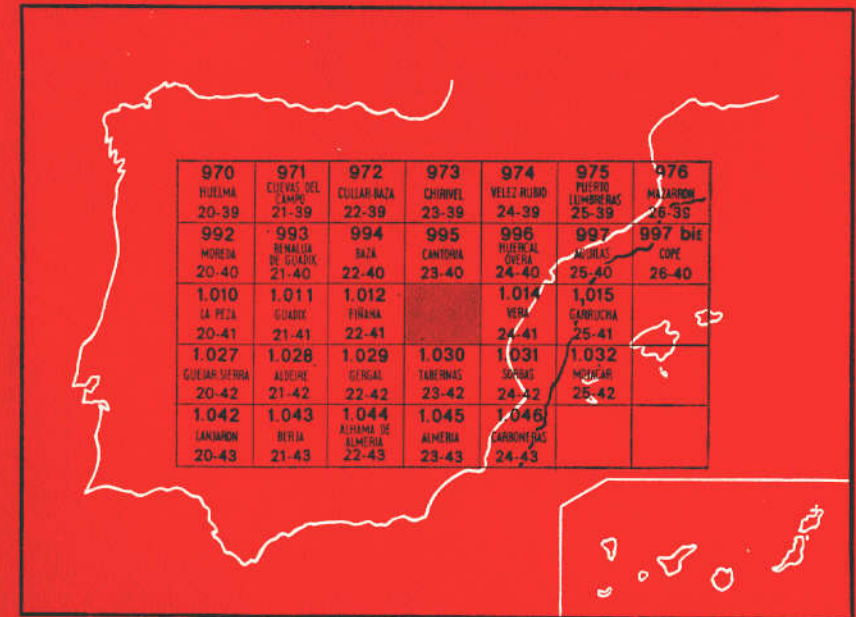 970 971 972 973 974 975 976
HUELMA CUEVAS DEL CAMPO CULLAR-BAZA CHIRIVEL VELEZ RUBIO PUERTO LUMBRERAS MAZARRON
20-39 21-39 22-39 23-39 24-39 25-39 26-39
992 993 994 995 996 997 997 bis
MOREDA BENALUA DE GUADIX BAZA CANTORIA HUERCAL OVERA AGUILAS COPE
20-40 21-40 22-40 23-40 24-40 25-40 26-40
1.010 1.011 1.012 1.014 1,015
LA PEZA GUADIX FIÑANA VERA GARRUCHA
20-41 21-41 22-41 24-41 25-41
1.027 1.028 1.029 1.030 1.031 1.032
GUEJAR-SIERRA ALDEIRE GERGAL TABERNAS SORBAS MOJACAR
20-42 21-42 22-42 23-42 24-42 25-42
1.042 1.043 1.044 1.045 1.046
LANJARON BERJA ALHAMA DE ALMERIA ALMERIA CARBONERAS
20-43 21-43 22-43 23-43 24-43